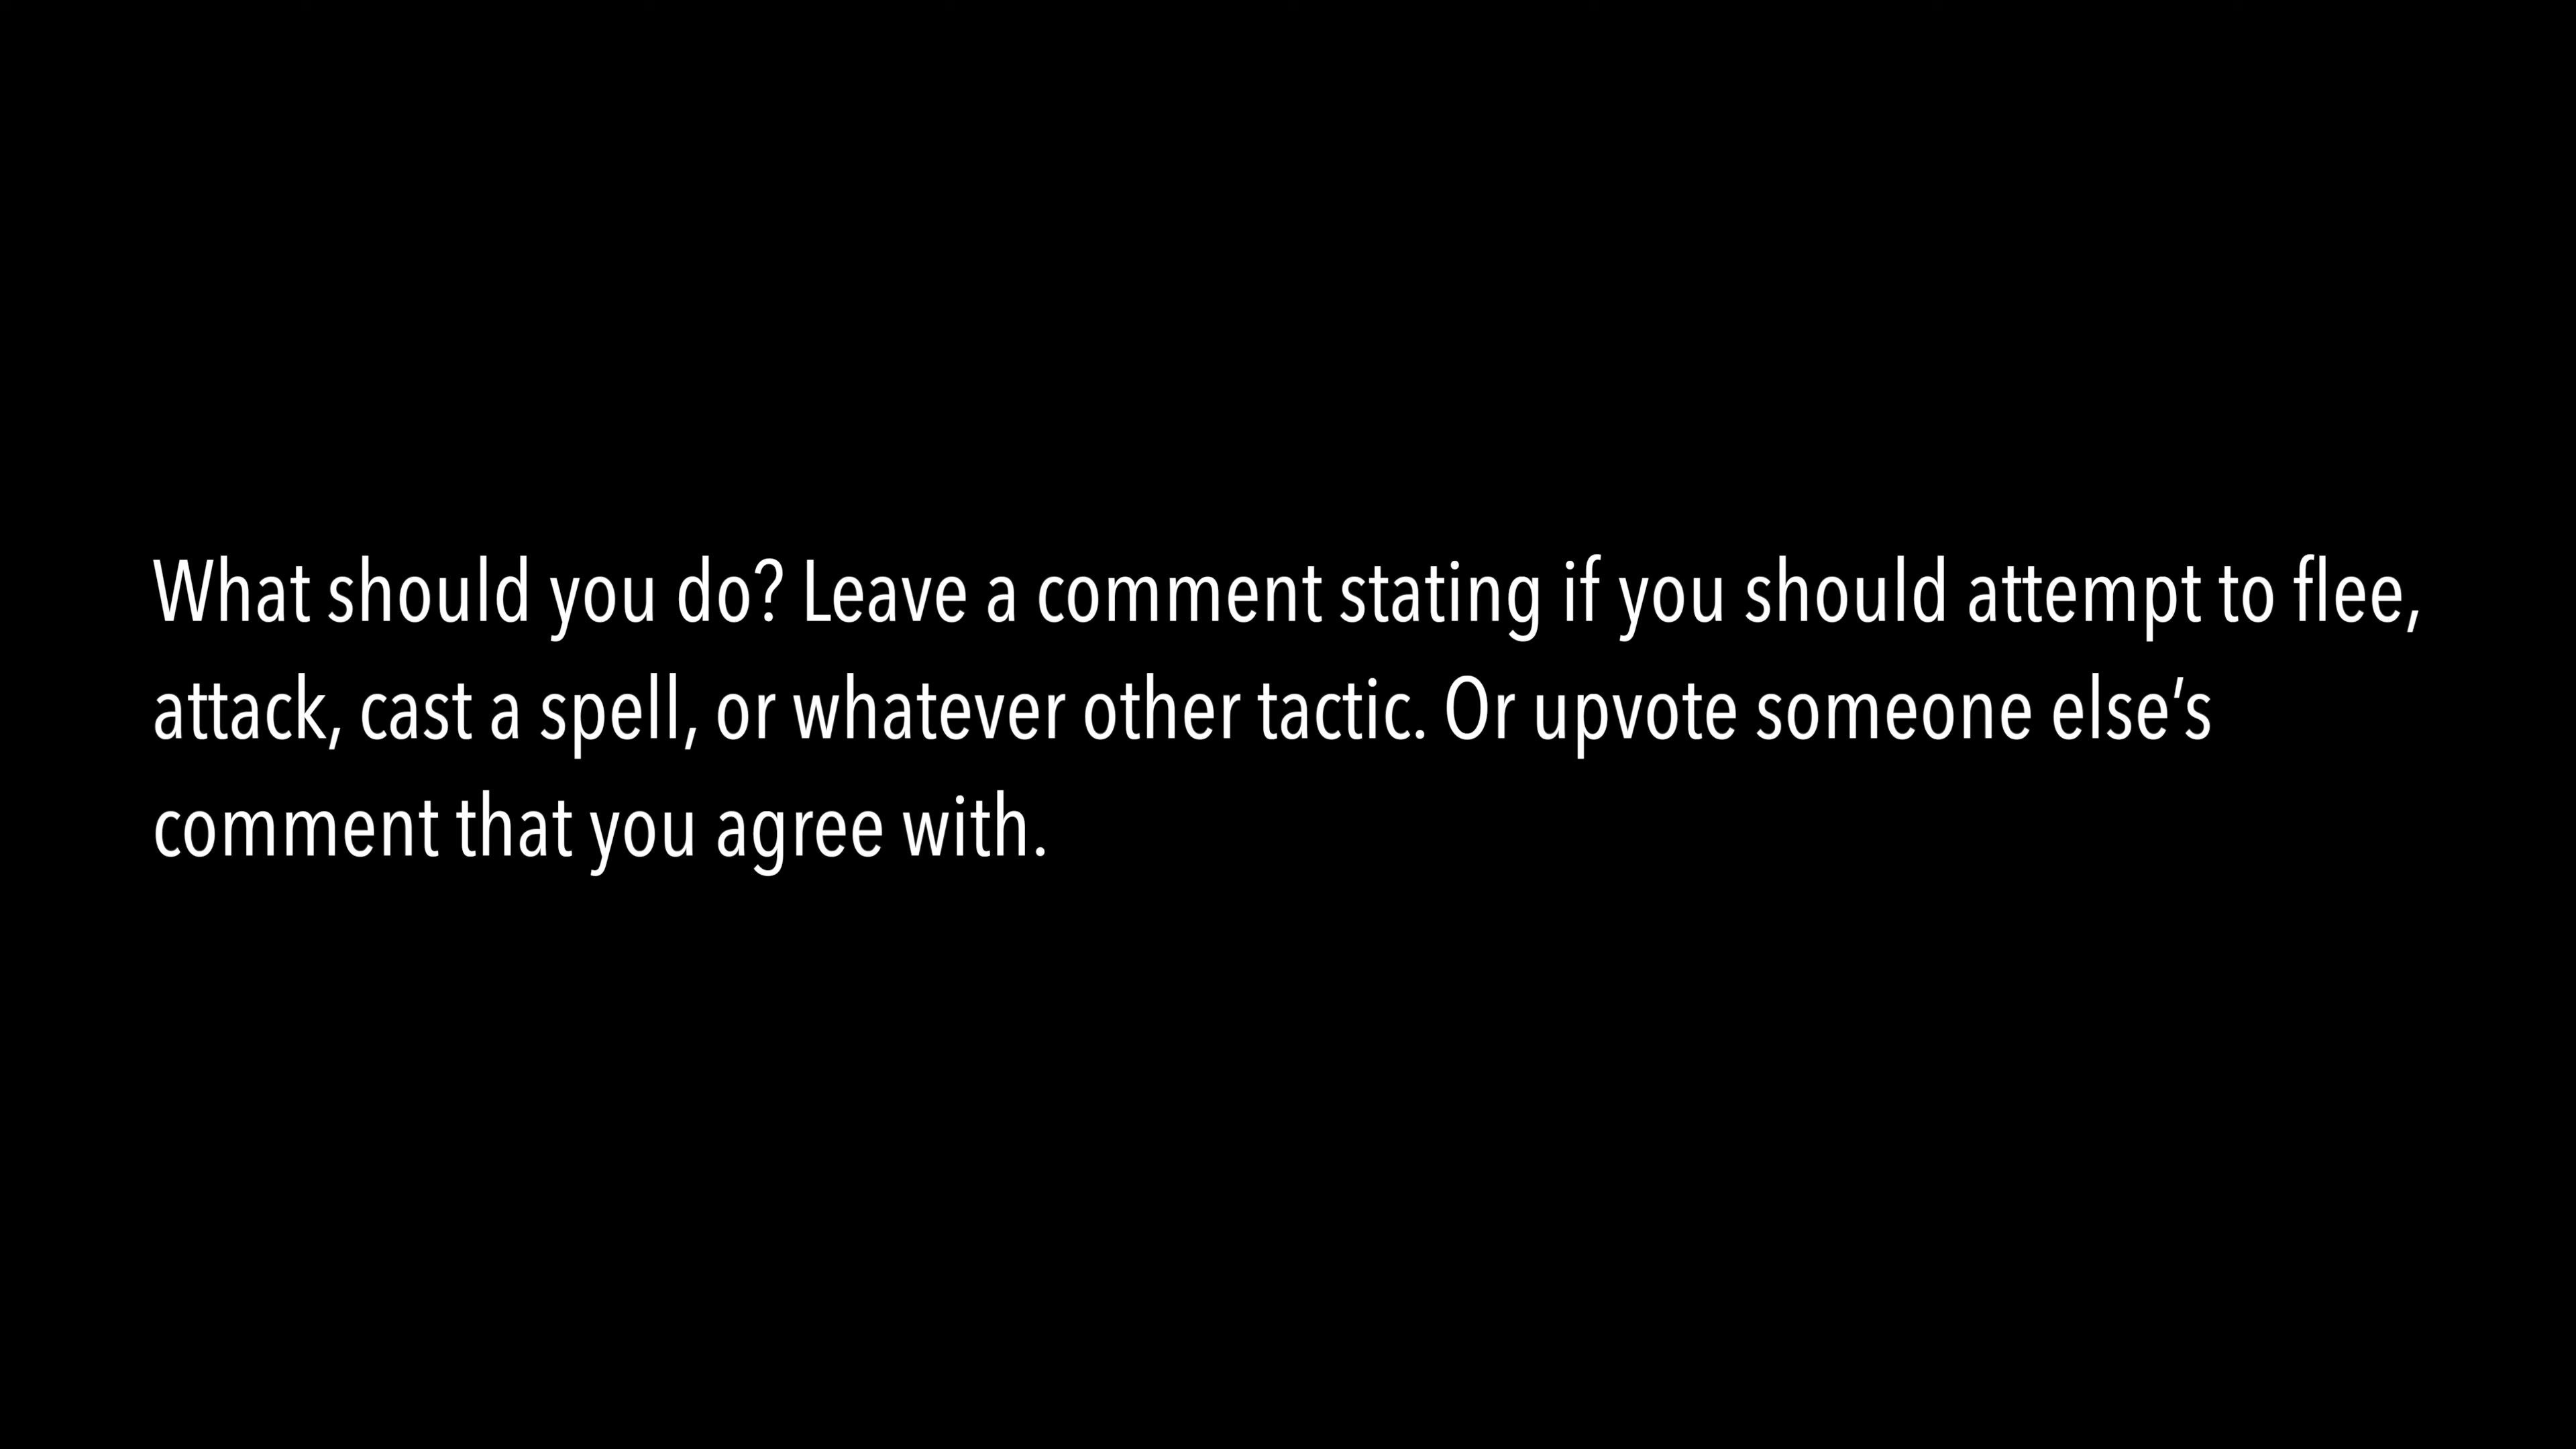 What should you do? Leave a comment stating if you should attempt to flee,
attack, cast a spell, or whatever other tactic. Or upvote someone else‘s
comment that you agree with.